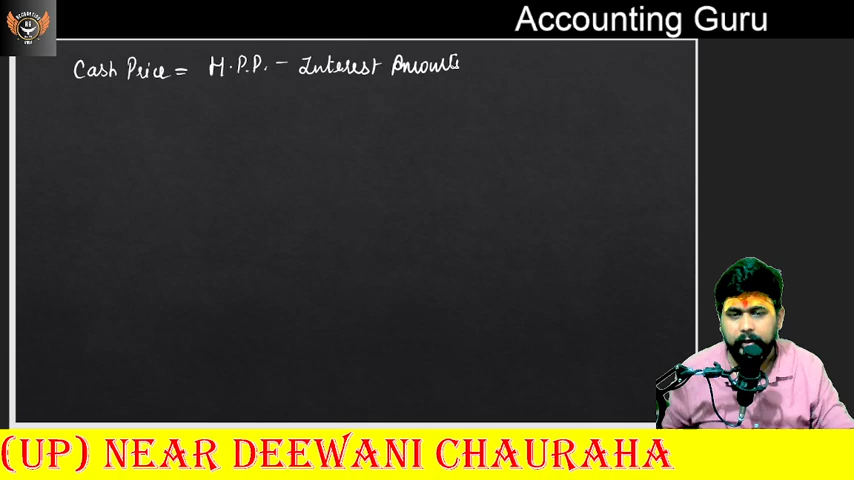 Accounting Guru
Cash Price = H.P.P. - Interest Amount
(UP) NEAR DEEWANI CHAURAHA